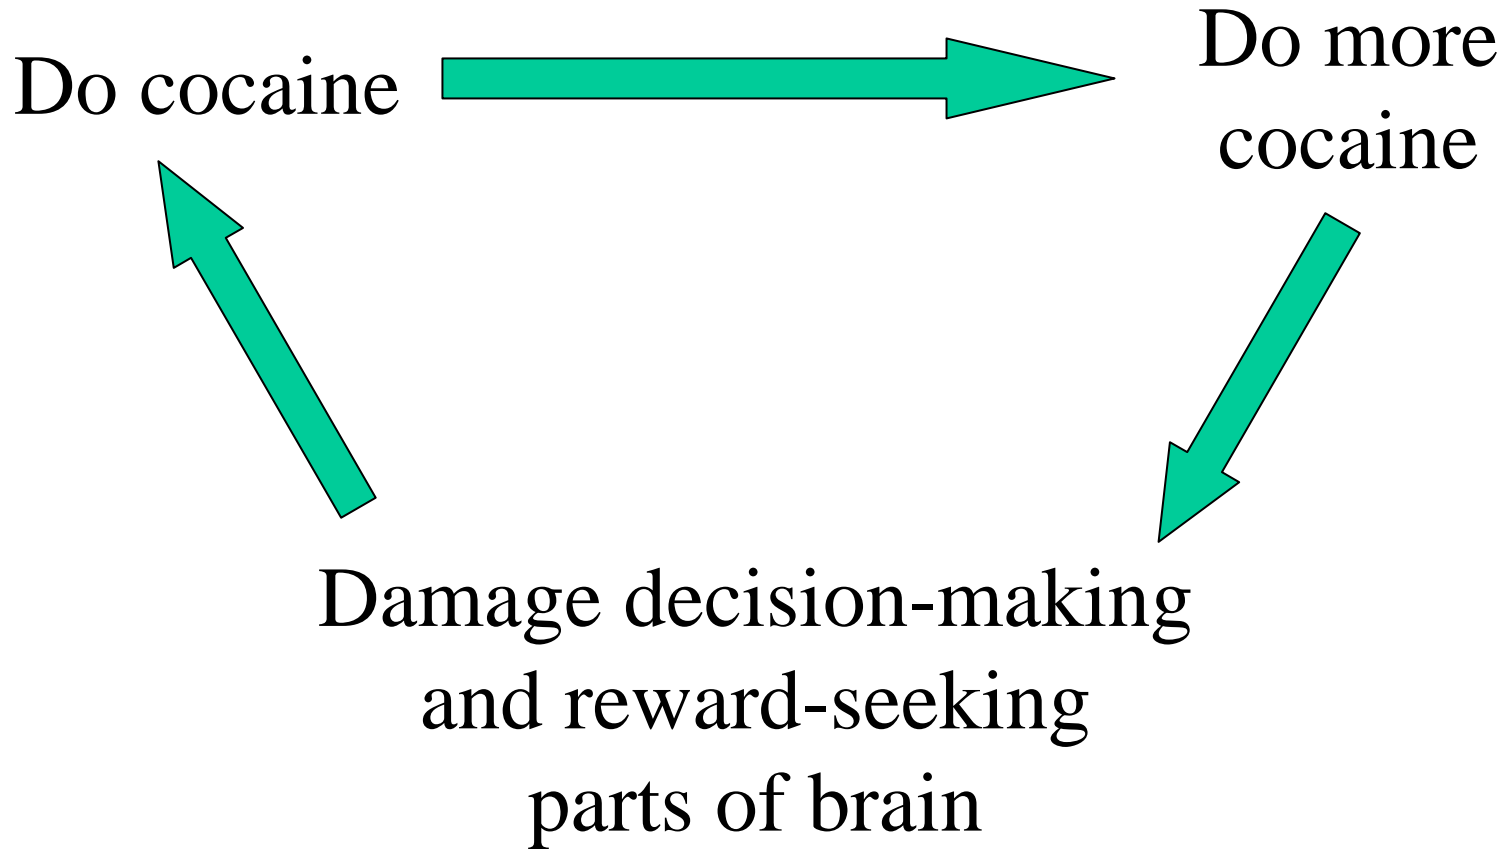 Do cocaine
Do more
cocaine
Damage decision-making
and reward-seeking
parts of brain